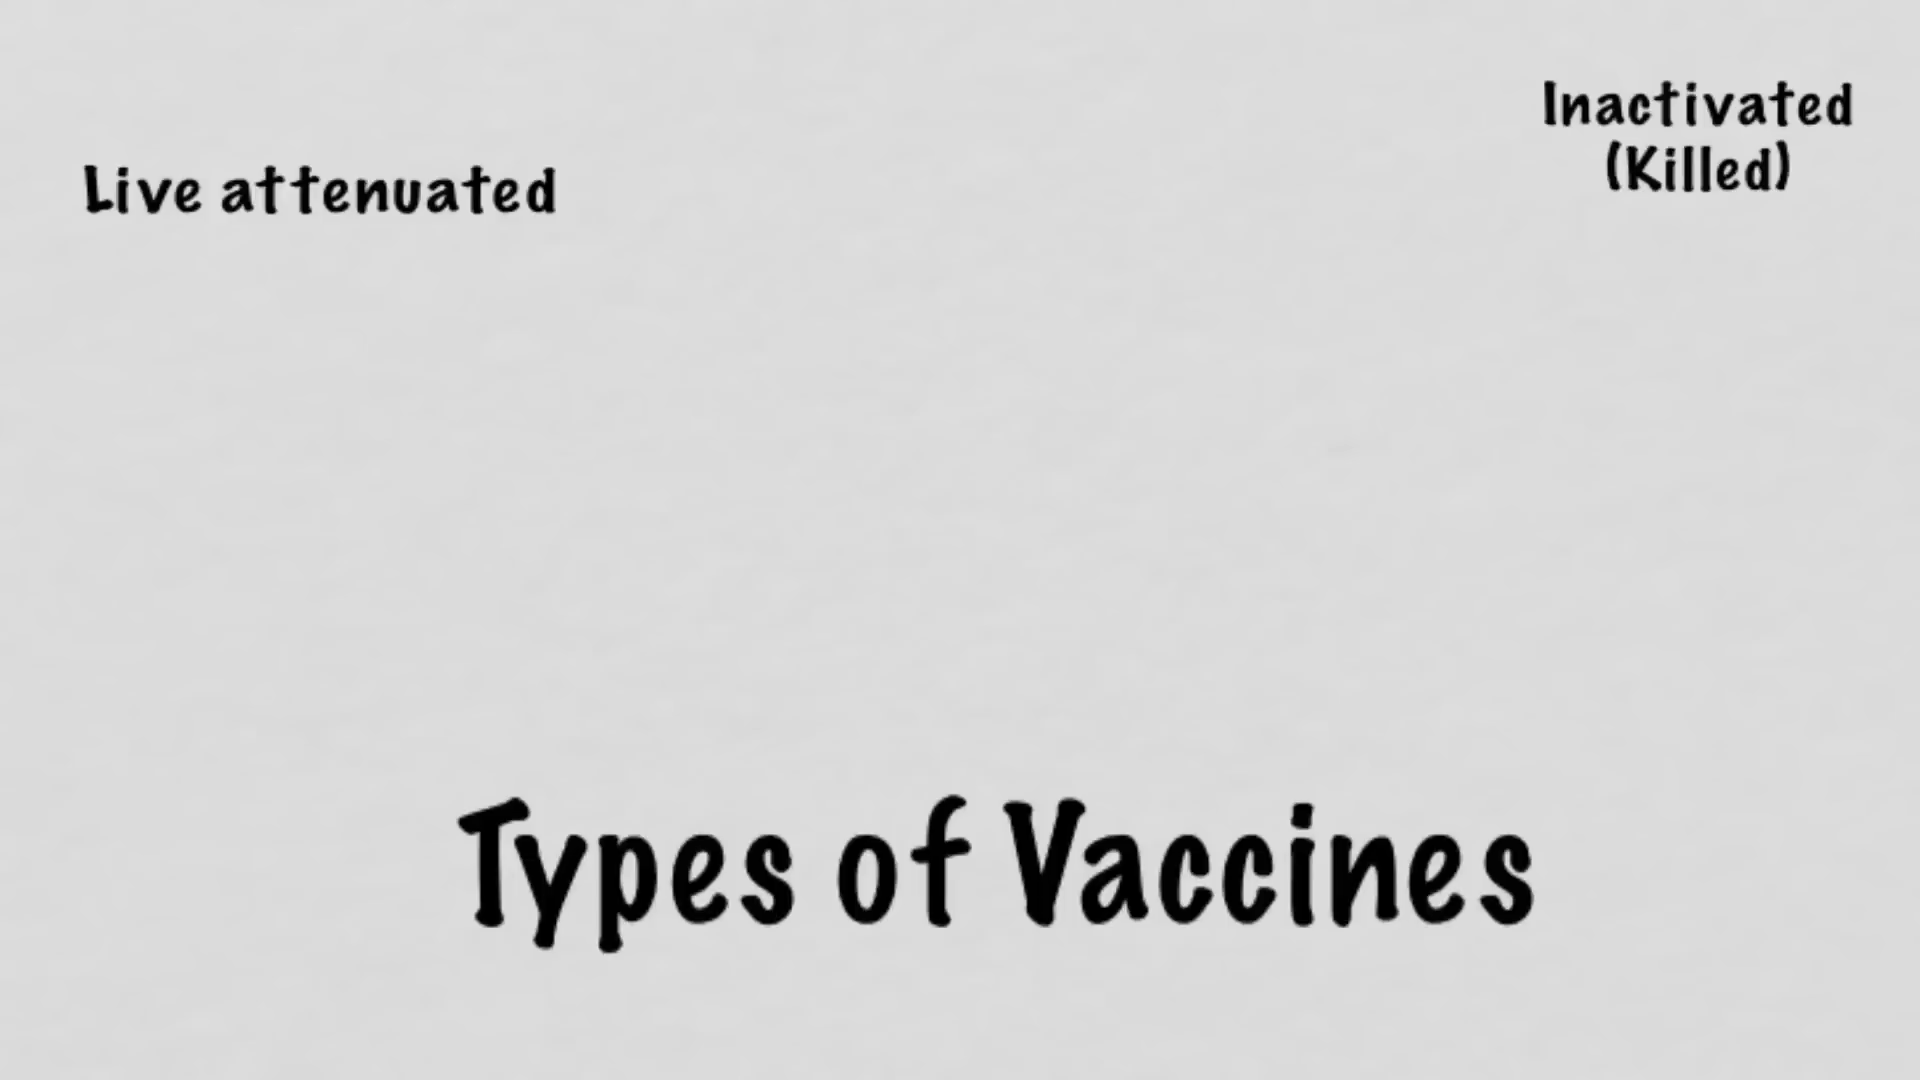 Live attenuated
Inactivated
(Killed)
Types of Vaccines